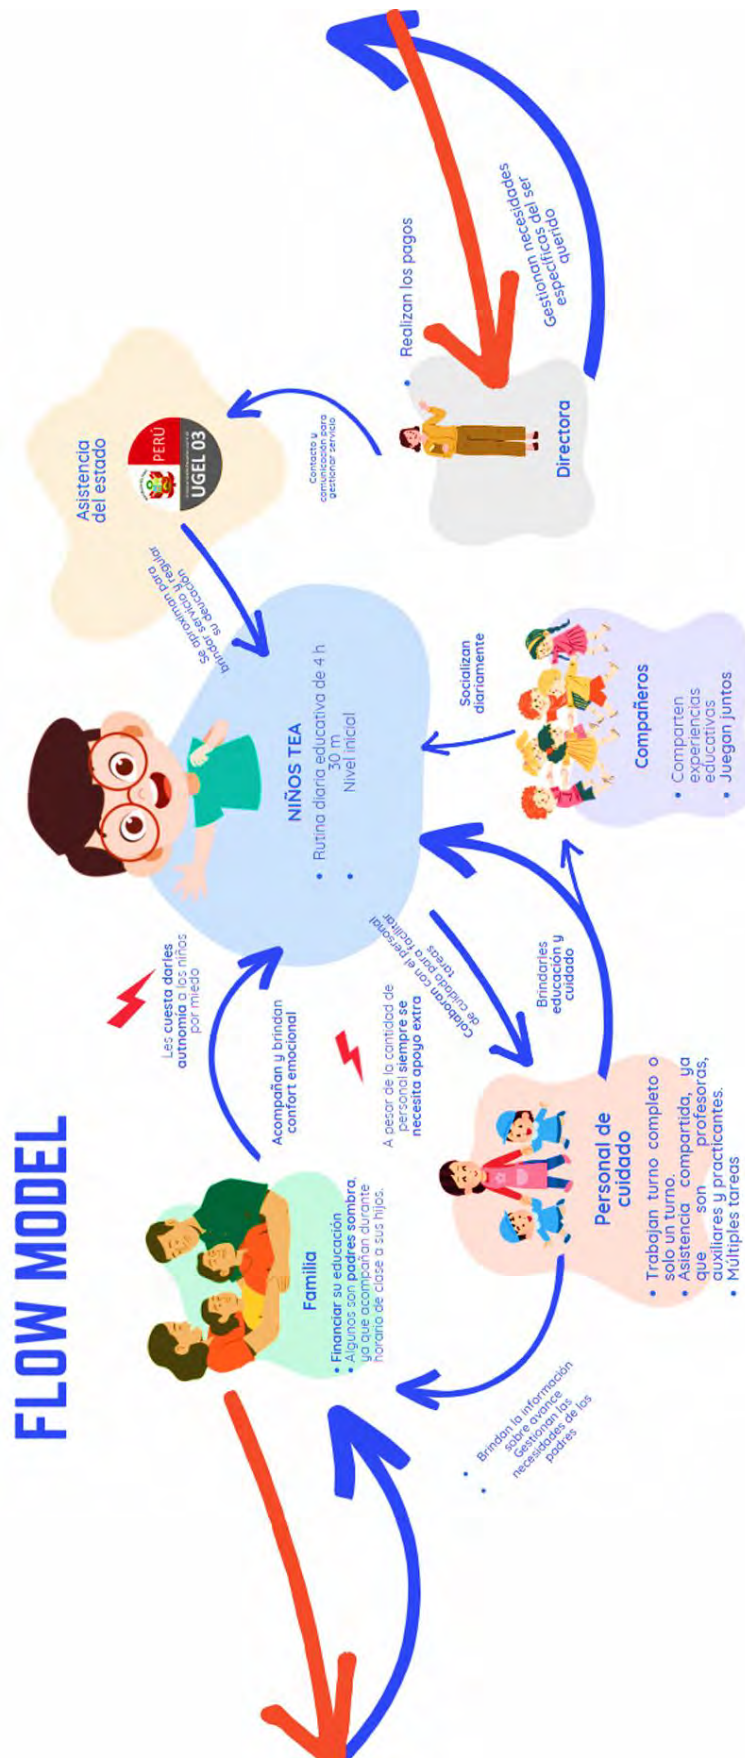 FLOW MODEL
Les cuesta darles
autnomía a los niños
por miedo
NIÑOS TEA
• Rutina diaria educativa de 4 h
30 m
• Nivel inicial
Asistencia
del estado
PERÚ
UGEL 03
Se aproximan para
brindar servicio y regular
su deucación
Contacto y
comunicación para
gestionar servicio
• Realizan los pagos
Gestionan necesidades
específicas del ser
querido
Directora
Familia
• Financiar su educación
• Algunos son padres sombra,
ya que acompañan durante
horario de clase a sus hijos.
Acompañan y brindan
confort emocional
A pesar de la cantidad de
personal siempre se
necesita apoyo extra
Colaboran con el personal
de cuidado para facilitar
tareas
Socializan
diariamente
Brindarles
educación y
cuidado
Compañeros
• Comparten
experiencias
educativas
• Juegan juntos
Personal de
cuidado
• Trabajan turno completo o
solo un turno.
• Asistencia compartida, ya
que son profesoras,
auxiliares y practicantes.
• Múltiples tareas
• Brindan la información
sobre avance
• Gestionan las
necesidades de los
padres